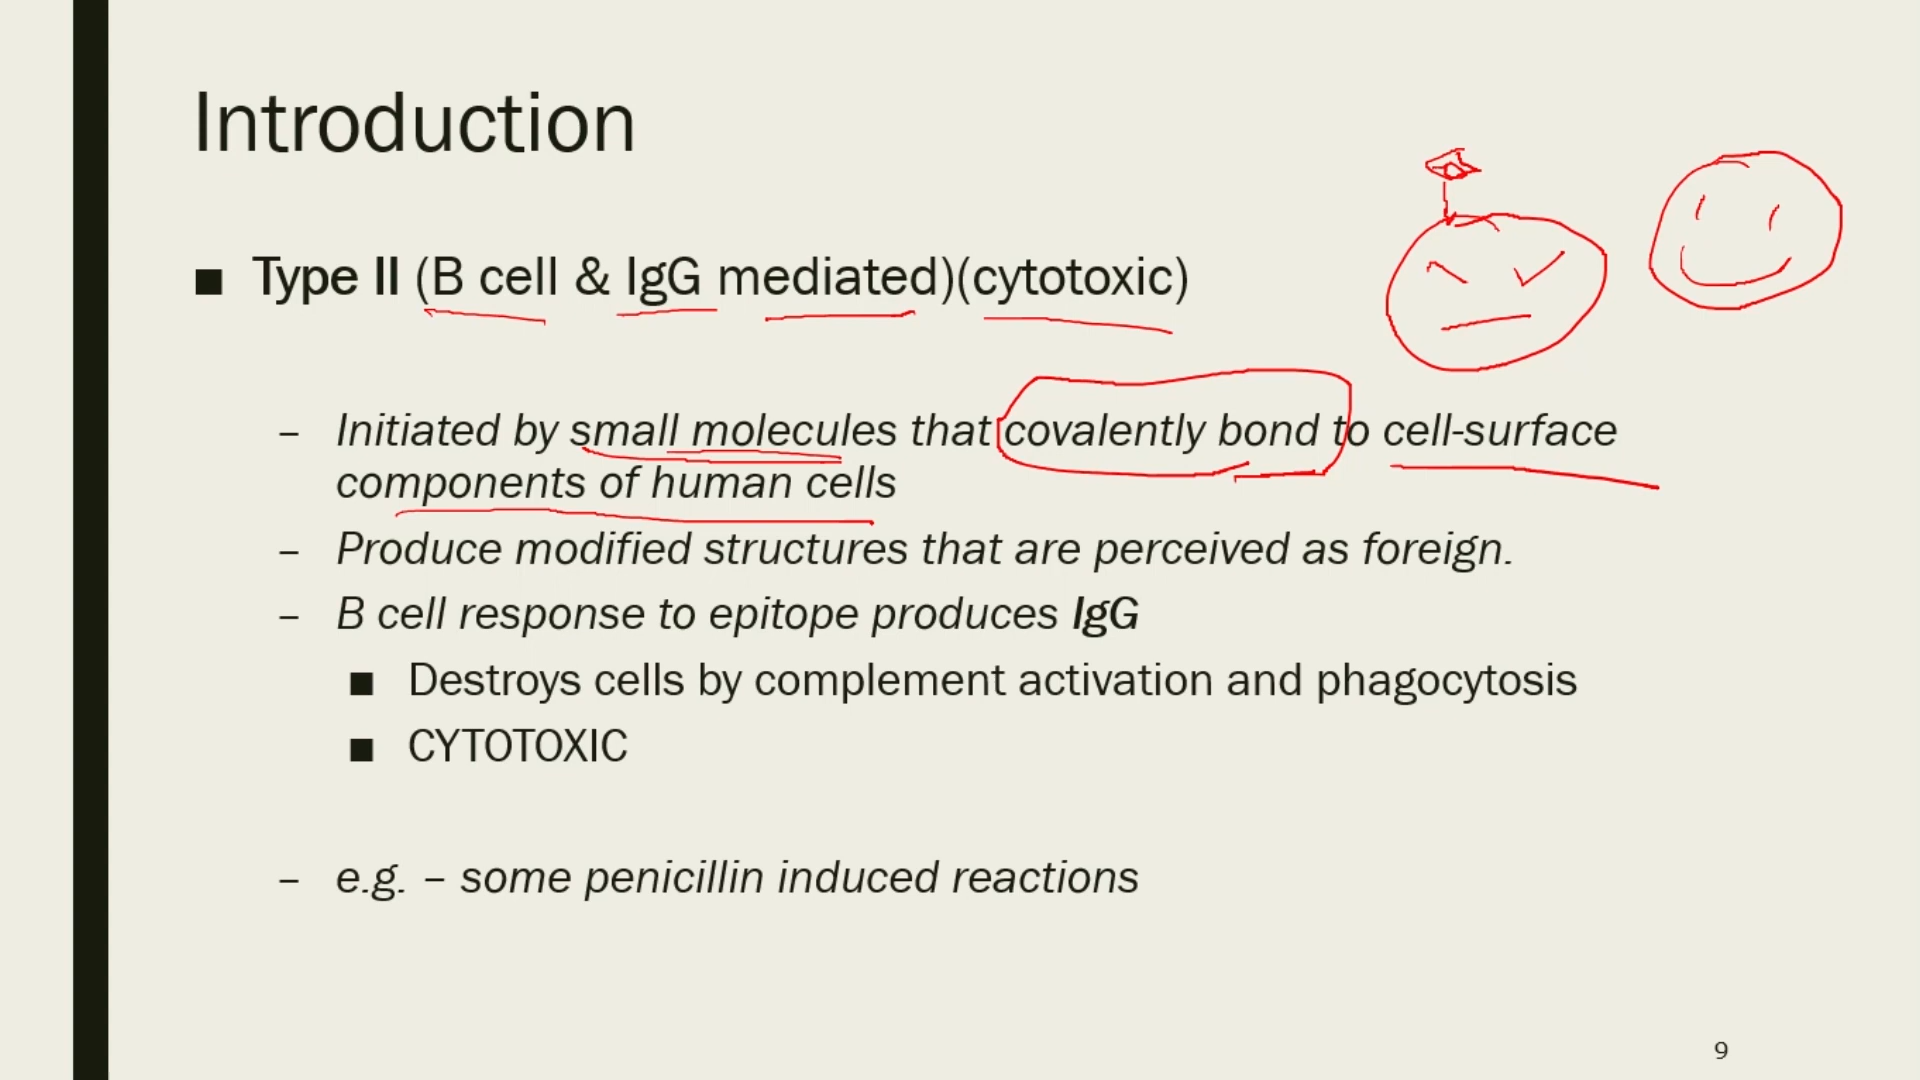 Introduction
■ Type II (B cell & IgG mediated)(cytotoxic)
– Initiated by small molecules that covalently bond to cell-surface
components of human cells
– Produce modified structures that are perceived as foreign.
– B cell response to epitope produces IgG
■ Destroys cells by complement activation and phagocytosis
■ CYTOTOXIC
– e.g. – some penicillin induced reactions
9